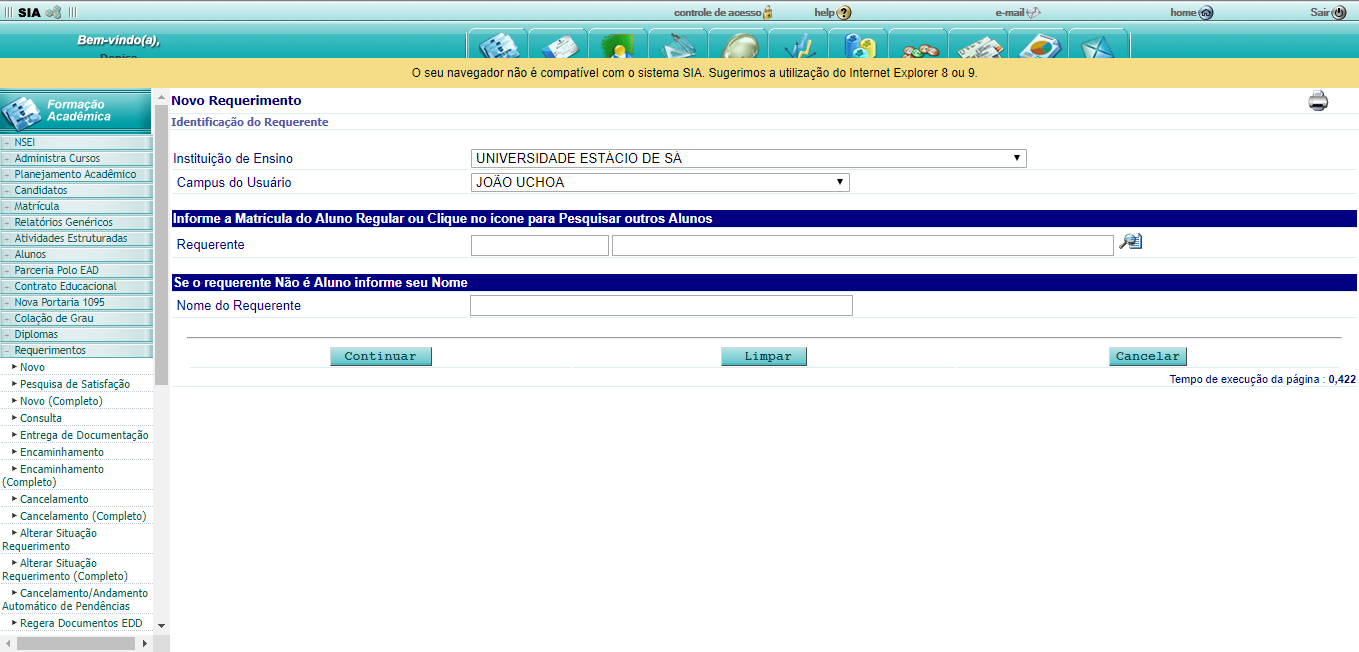 SIA
controle de acesso
help
e-mail
home
Sair
Bem-vindo(a),
O seu navegador não é compatível com o sistema SIA. Sugerimos a utilização do Internet Explorer 8 ou 9.
Formação
Acadêmica
NSEI
Administra Cursos
Planejamento Acadêmico
Candidatos
Matrícula
Relatórios Genéricos
Atividades Estruturadas
Alunos
Parceria Polo EAD
Contrato Educacional
Nova Portaria 1095
Colação de Grau
Diplomas
Requerimentos
Novo
Pesquisa de Satisfação
Novo (Completo)
Consulta
Entrega de Documentação
Encaminhamento
Encaminhamento
(Completo)
Cancelamento
Cancelamento (Completo)
Alterar Situação
Requerimento
Alterar Situação
Requerimento (Completo)
Cancelamento/Andamento
Automático de Pendências
Regera Documentos EDD
Novo Requerimento
Identificação do Requerente
Instituição de Ensino
UNIVERSIDADE ESTÁCIO DE SÁ
Campus do Usuário
JOÃO UCHOA
Informe a Matrícula do Aluno Regular ou Clique no ícone para Pesquisar outros Alunos
Requerente
Se o requerente Não é Aluno informe seu Nome
Nome do Requerente
Continuar
Limpar
Cancelar
Tempo de execução da página : 0,422